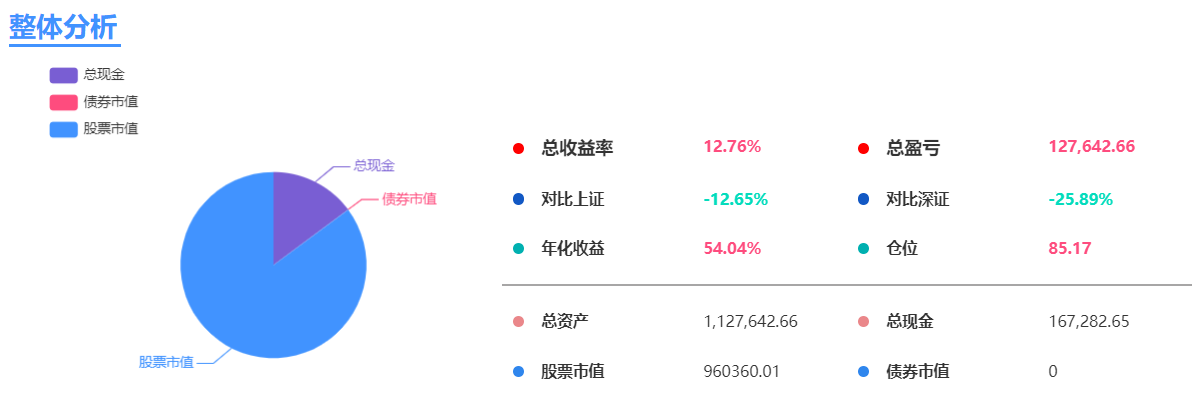 整体分析
总现金
债券市值
股票市值
总现金
债券市值
股票市值
总收益率 12.76% 总盈亏 127,642.66
对比上证 -12.65% 对比深证 -25.89%
年化收益 54.04% 仓位 85.17
总资产 1,127,642.66 总现金 167,282.65
股票市值 960360.01 债券市值 0